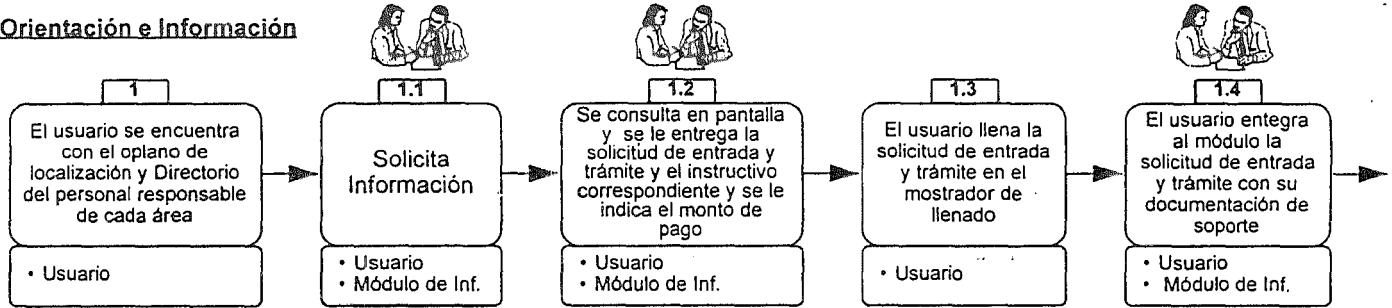 Orientación e Información
1
El usuario se encuentra
con el oplano de
localización y Directorio
del personal responsable
de cada área
• Usuario
1.1
Solicita
Información
• Usuario
• Módulo de Inf.
1.2
Se consulta en pantalla
y se le entrega la
solicitud de entrada y
trámite y el instructivo
correspondiente y se le
indica el monto de
pago
• Usuario
• Módulo de Inf.
1.3
El usuario llena la
solicitud de entrada
y trámite en el
mostrador de
llenado
• Usuario
1.4
El usuario entega
al módulo la
solicitud de entrada
y trámite con su
documentación de
soporte
• Usuario
• Módulo de Inf.